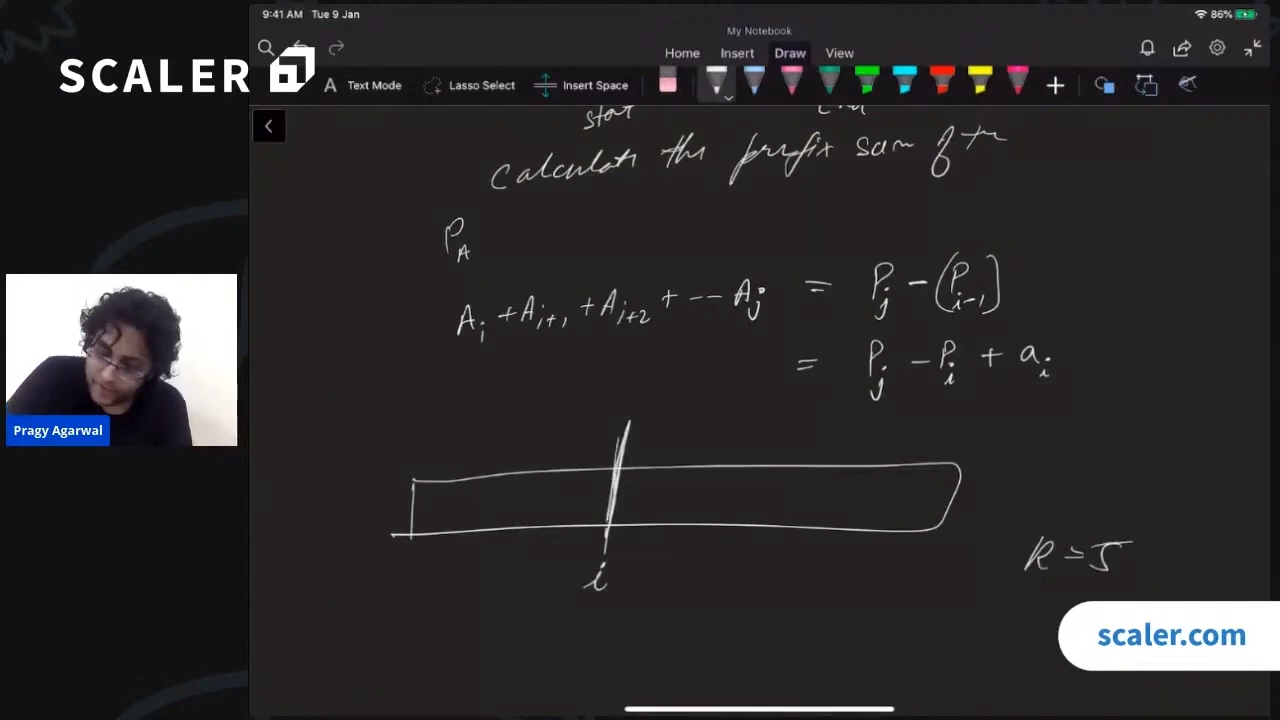 9:41 AM Tue 9 Jan
86%
My Notebook
Home Insert Draw View
SCALER
A Text Mode Lasso Select Insert Space
start
calculate the prefix sum of
P_A
A_i + A_{i+1} + A_{i+2} + -- A_j = P_j - (P_{i-1})
= P_j - P_i + a_i
Pragy Agarwal
i
K = 5
scaler.com